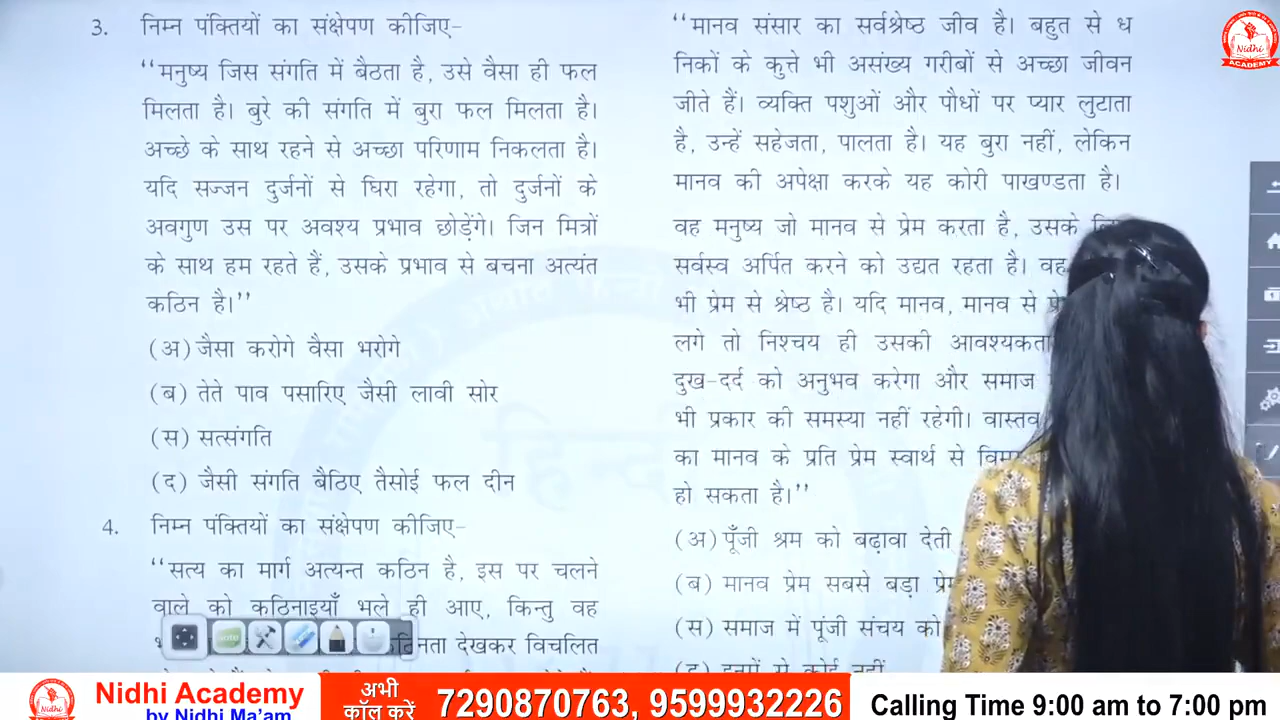 3. निम्न पंक्तियों का संक्षेपण कीजिए-
‘‘मनुष्य जिस संगति में बैठता है, उसे वैसा ही फल
मिलता है। बुरे की संगति में बुरा फल मिलता है।
अच्छे के साथ रहने से अच्छा परिणाम निकलता है।
यदि सज्जन दुर्जनों से घिरा रहेगा, तो दुर्जनों के
अवगुण उस पर अवश्य प्रभाव छोड़ेंगे। जिन मित्रों
के साथ हम रहते हैं, उसके प्रभाव से बचना अत्यंत
कठिन है।’’
(अ) जैसा करोगे वैसा भरोगे
(ब) तेते पाव पसारिए जैसी लावी सोर
(स) सत्संगति
(द) जैसी संगति बैठिए तैसोई फल दीन
4. निम्न पंक्तियों का संक्षेपण कीजिए-
‘‘सत्य का मार्ग अत्यन्त कठिन है, इस पर चलने
वाले को कठिनाइयाँ भले ही आए, किन्तु वह
देखकर विचलित
‘‘मानव संसार का सर्वश्रेष्ठ जीव है। बहुत से ध
निकों के कुत्ते भी असंख्य गरीबों से अच्छा जीवन
जीते हैं। व्यक्ति पशुओं और पौधों पर प्यार लुटाता
है, उन्हें सहेजता, पालता है। यह बुरा नहीं, लेकिन
मानव की अपेक्षा करके यह कोरी पाखण्डता है।
वह मनुष्य जो मानव से प्रेम करता है, उसके
सर्वस्व अर्पित करने को उद्यत रहता है। वह
भी प्रेम से श्रेष्ठ है। यदि मानव, मानव से
लगे तो निश्चय ही उसकी आवश्यकता
दुख-दर्द को अनुभव करेगा और समाज
भी प्रकार की समस्या नहीं रहेगी। वास्तव
का मानव के प्रति प्रेम स्वार्थ से
हो सकता है।’’
(अ) पूँजी श्रम को बढ़ावा देती
(ब) मानव प्रेम सबसे बड़ा
(स) समाज में पूंजी संचय को
(द) इनमें से कोई नहीं
Nidhi
ACADEMY
Nidhi Academy
by Nidhi Ma'am
अभी
कॉल करें
7290870763, 9599932226
Calling Time 9:00 am to 7:00 pm